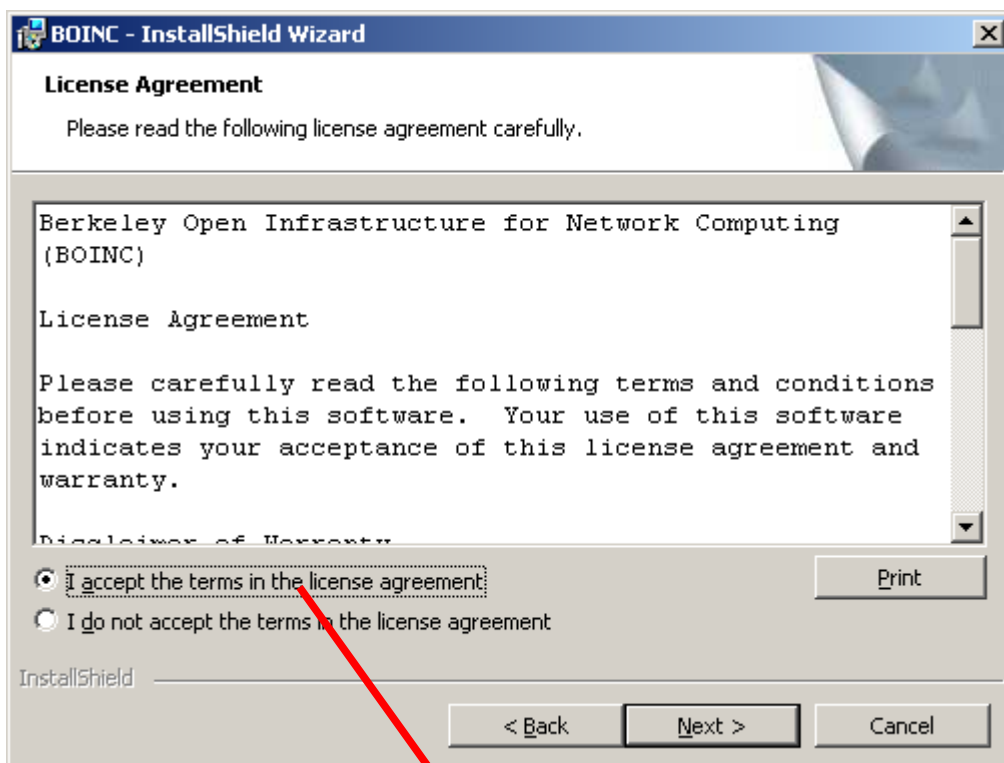 BOINC - InstallShield Wizard
License Agreement
Please read the following license agreement carefully.
Berkeley Open Infrastructure for Network Computing
(BOINC)
License Agreement
Please carefully read the following terms and conditions
before using this software.  Your use of this software
indicates your acceptance of this license agreement and
warranty.
Disclaimer of Warranty
I accept the terms in the license agreement
Print
I do not accept the terms in the license agreement
InstallShield
< Back
Next >
Cancel